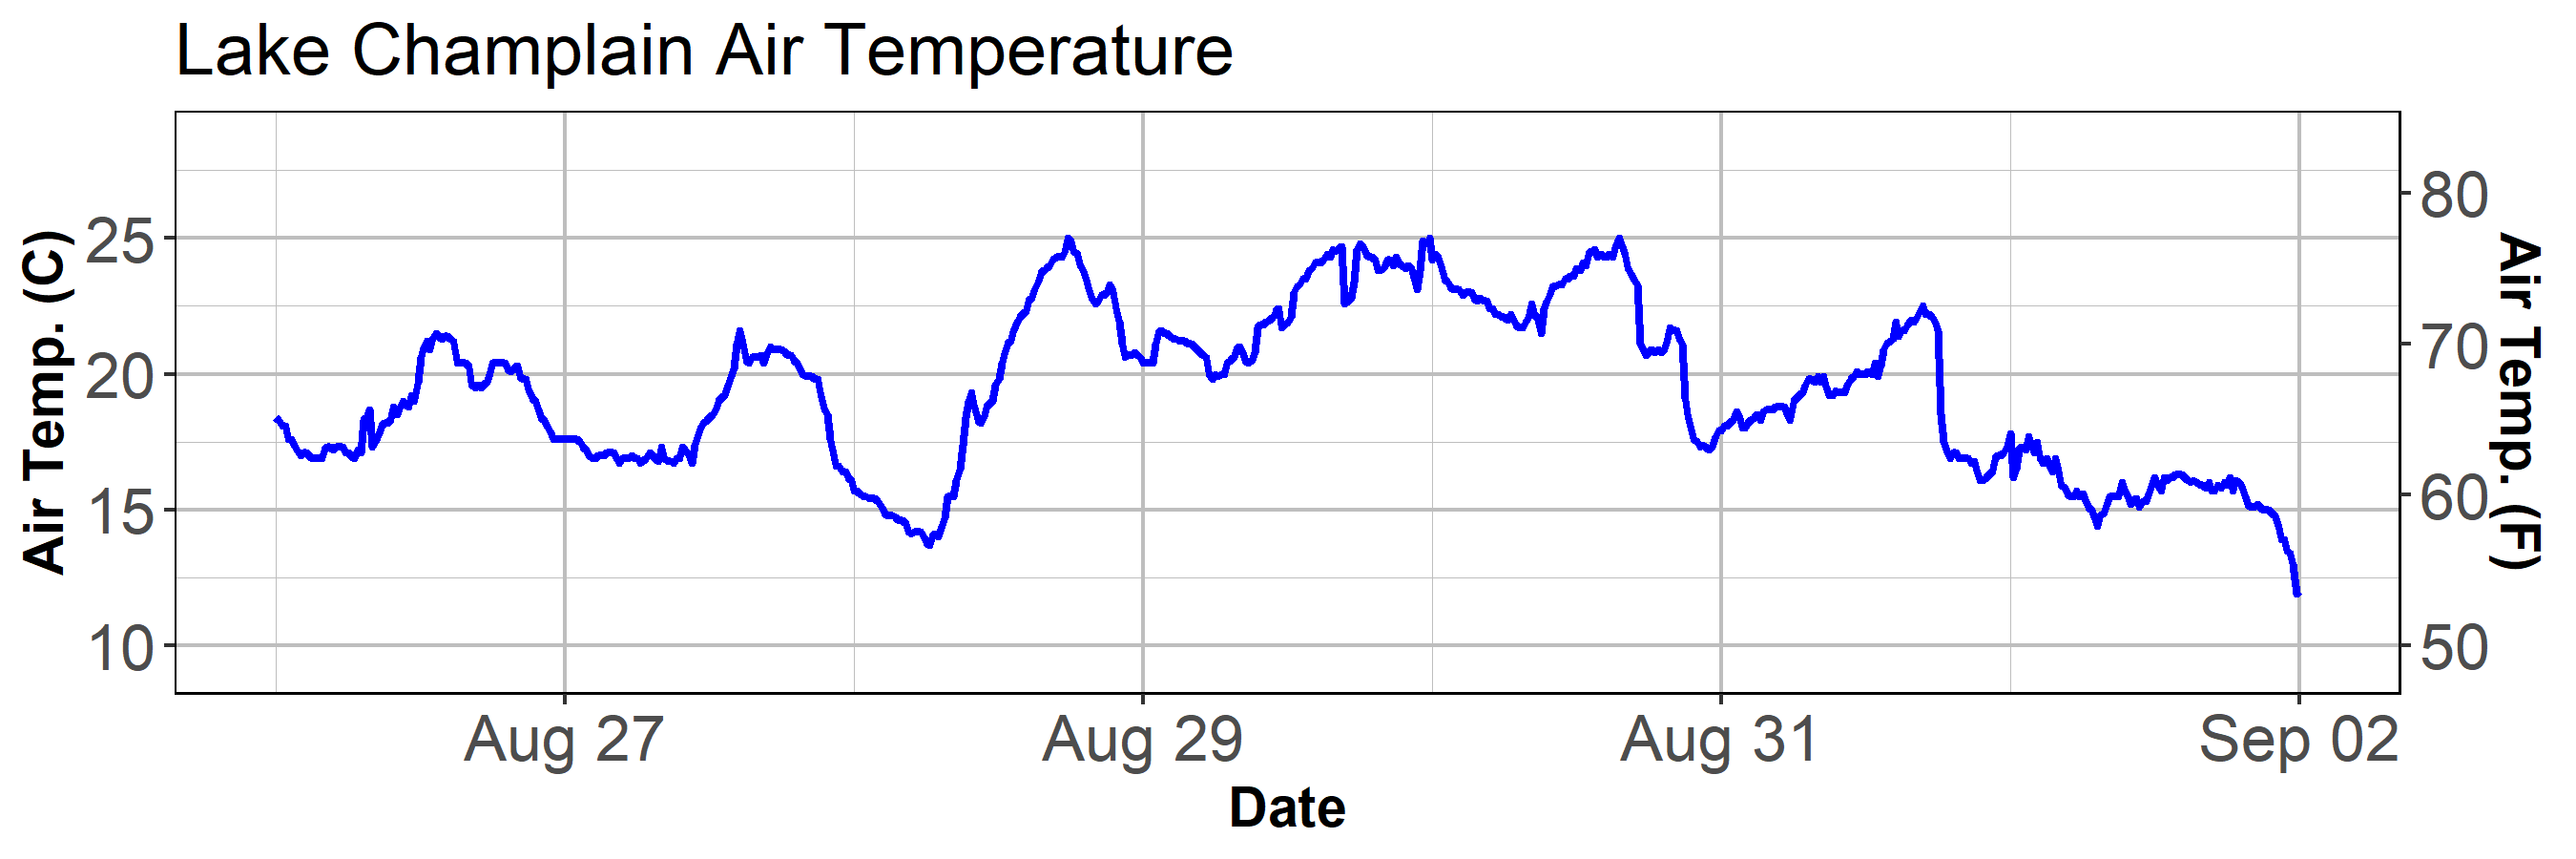 Lake Champlain Air Temperature
Air Temp. (C)
25
20
15
10
80
70
60
50
Air Temp. (F)
Aug 27
Aug 29
Aug 31
Sep 02
Date